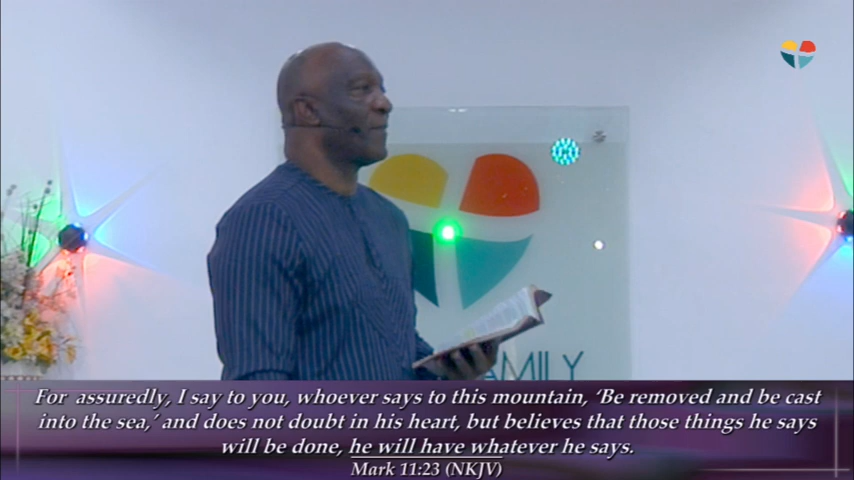 AMILY
For assuredly, I say to you, whoever says to this mountain, ‘Be removed and be cast
into the sea,’ and does not doubt in his heart, but believes that those things he says
will be done, he will have whatever he says.
Mark 11:23 (NKJV)